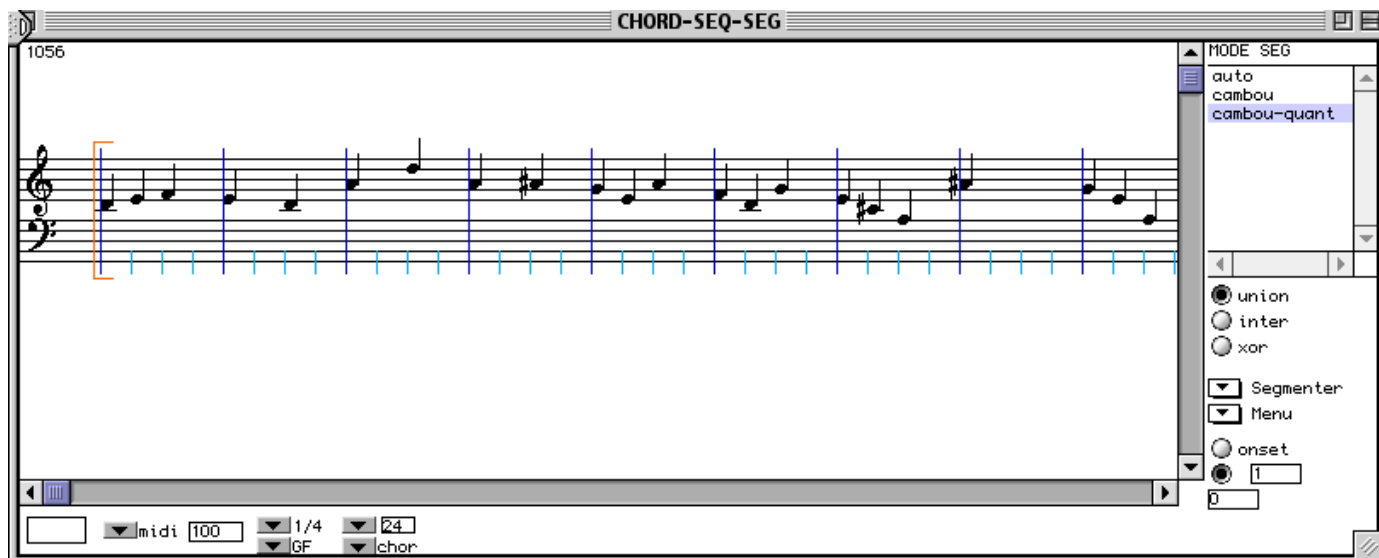 CHORD-SEQ-SEG
1056
MODE SEG
auto
cambou
cambou-quant
union
inter
xor
Segmenter
Menu
onset
1
0
midi 100 1/4 24
GF chor